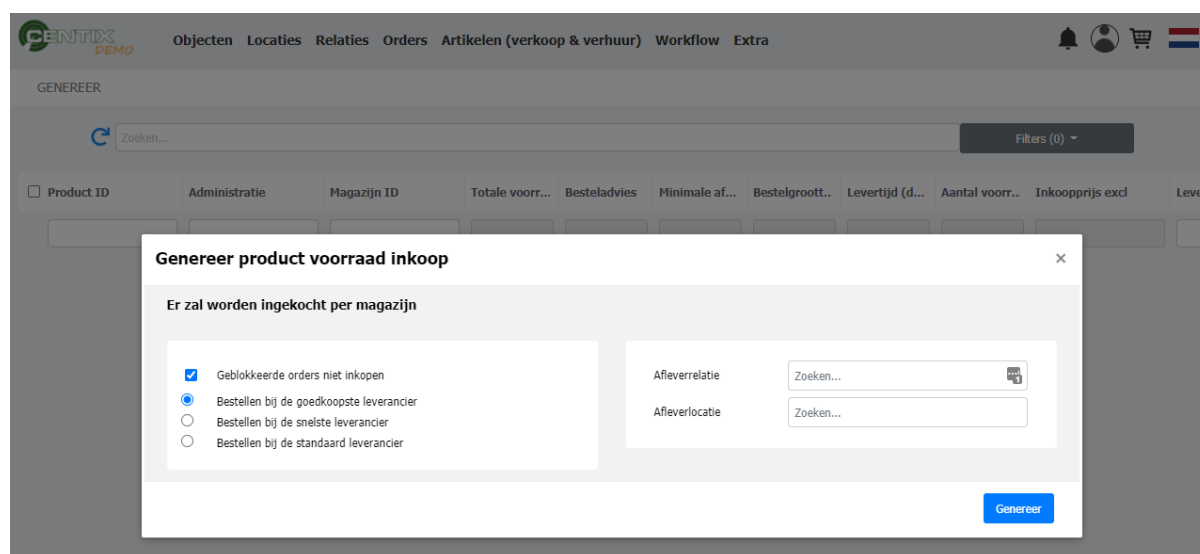 CENTIX
DEMO
Objecten Locaties Relaties Orders Artikelen (verkoop & verhuur) Workflow Extra
GENEREER
Zoeken...
Filters (0)
Product ID Administratie Magazijn ID Totale voorr... Besteladvies Minimale af... Bestelgroott.. Levertijd (d... Aantal voorr... Inkoopprijs excl Leve
Genereer product voorraad inkoop ×
Er zal worden ingekocht per magazijn
Geblokkeerde orders niet inkopen
Bestellen bij de goedkoopste leverancier
Bestellen bij de snelste leverancier
Bestellen bij de standaard leverancier
Afleverrelatie Zoeken... 1
Afleverlocatie Zoeken...
Genereer